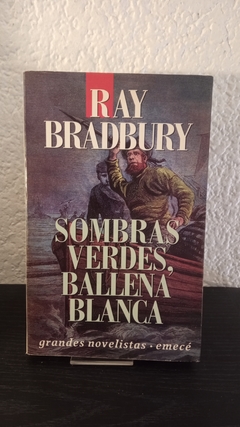 RAY
BRADBURY
SOMBRAS
VERDES,
BALLENA
BLANCA
grandes novelistas · emecé